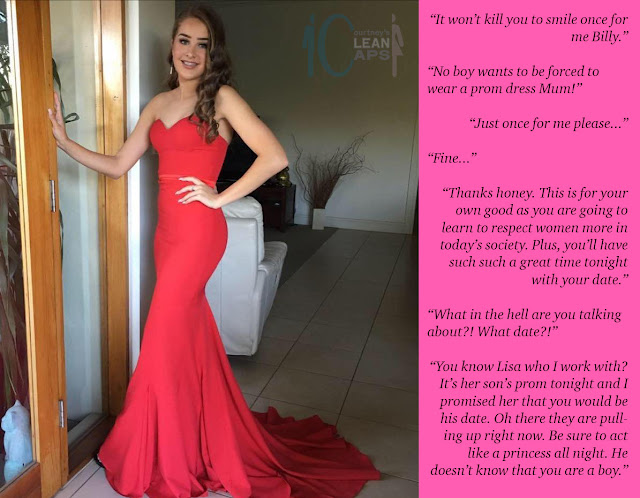 10 Courtney's
CLEAN
CAPS
“It won’t kill you to smile once for
me Billy.”
“No boy wants to be forced to
wear a prom dress Mum!”
“Just once for me please...”
“Fine...”
“Thanks honey. This is for your
own good as you are going to
learn to respect women more in
today’s society. Plus, you’ll have
such such a great time tonight
with your date.”
“What in the hell are you talking
about?! What date?!”
“You know Lisa who I work with?
It’s her son’s prom tonight and I
promised her that you would be
his date. Oh there they are pull-
ing up right now. Be sure to act
like a princess all night. He
doesn’t know that you are a boy.”